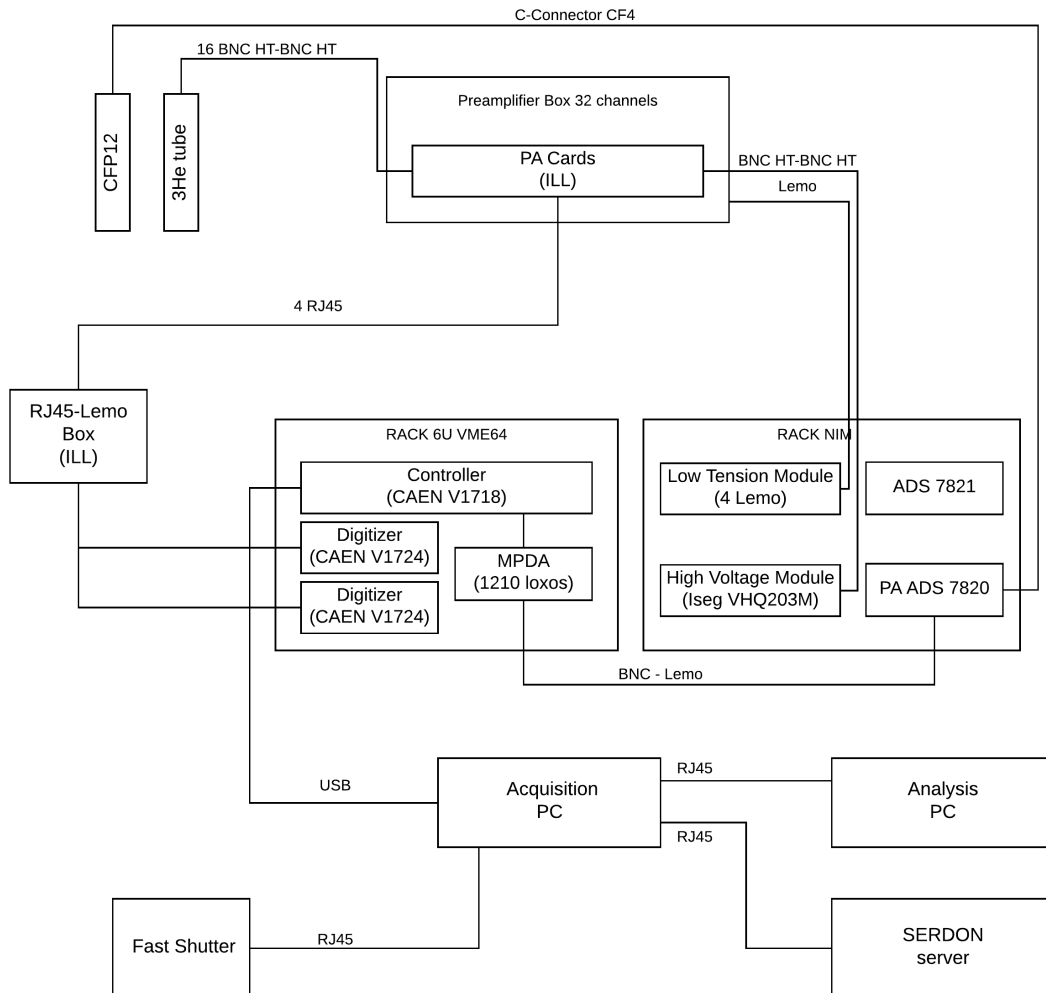 C-Connector CF4
16 BNC HT-BNC HT
CFP12
3He tube
Preamplifier Box 32 channels
PA Cards
(ILL)
BNC HT-BNC HT
Lemo
4 RJ45
RJ45-Lemo
Box
(ILL)
RACK 6U VME64
Controller
(CAEN V1718)
Digitizer
(CAEN V1724)
MPDA
(1210 loxos)
Digitizer
(CAEN V1724)
RACK NIM
Low Tension Module
(4 Lemo)
ADS 7821
High Voltage Module
(Iseg VHQ203M)
PA ADS 7820
BNC - Lemo
USB
Acquisition
PC
RJ45
RJ45
Analysis
PC
Fast Shutter
RJ45
SERDON
server